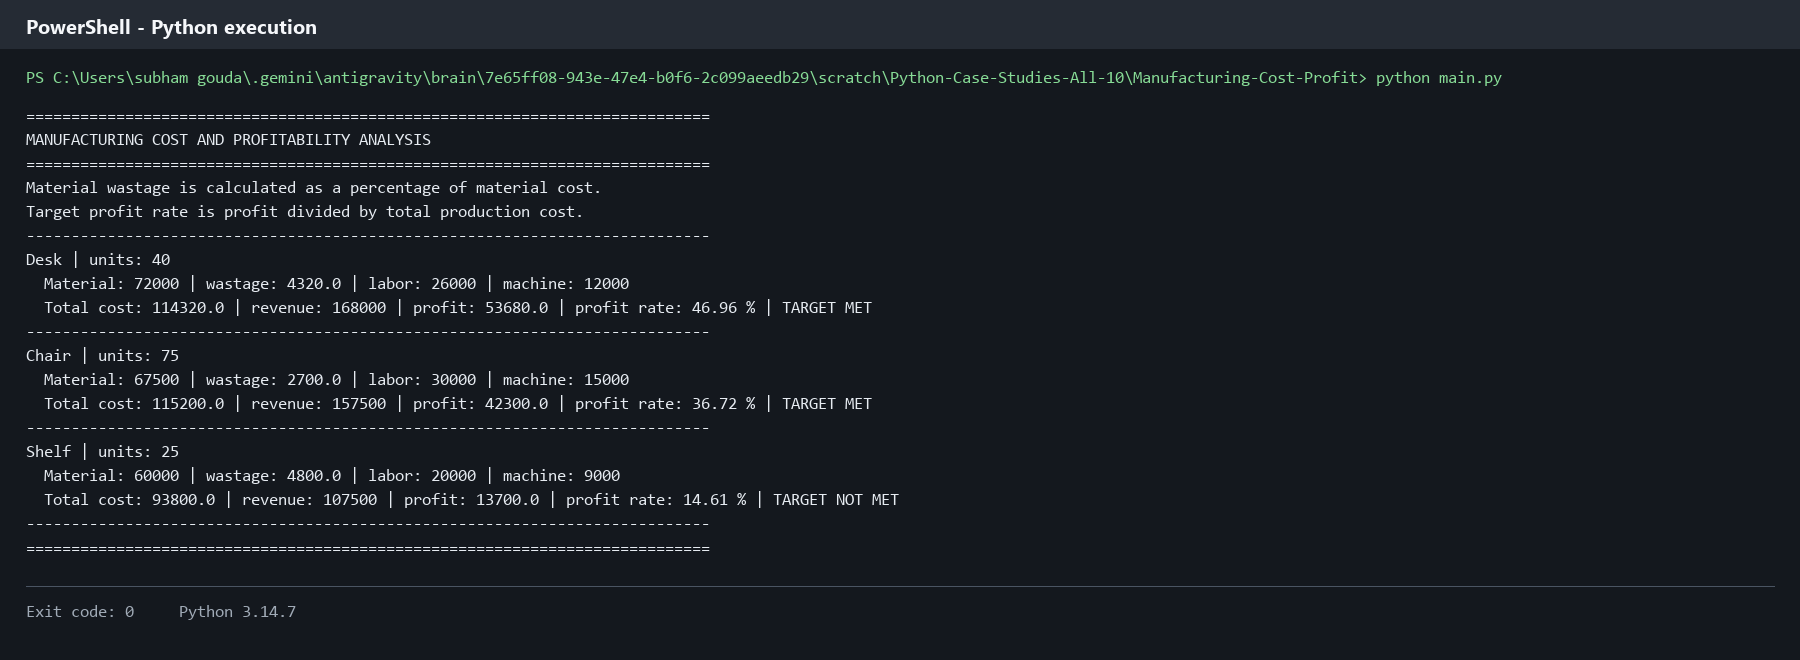 PowerShell - Python execution
PS C:\Users\subham gouda\.gemini\antigravity\brain\7e65ff08-943e-47e4-b0f6-2c099aeedb29\scratch\Python-Case-Studies-All-10\Manufacturing-Cost-Profit> python main.py
============================================================================
MANUFACTURING COST AND PROFITABILITY ANALYSIS
============================================================================
Material wastage is calculated as a percentage of material cost.
Target profit rate is profit divided by total production cost.
----------------------------------------------------------------------------
Desk | units: 40
  Material: 72000 | wastage: 4320.0 | labor: 26000 | machine: 12000
  Total cost: 114320.0 | revenue: 168000 | profit: 53680.0 | profit rate: 46.96 % | TARGET MET
----------------------------------------------------------------------------
Chair | units: 75
  Material: 67500 | wastage: 2700.0 | labor: 30000 | machine: 15000
  Total cost: 115200.0 | revenue: 157500 | profit: 42300.0 | profit rate: 36.72 % | TARGET MET
----------------------------------------------------------------------------
Shelf | units: 25
  Material: 60000 | wastage: 4800.0 | labor: 20000 | machine: 9000
  Total cost: 93800.0 | revenue: 107500 | profit: 13700.0 | profit rate: 14.61 % | TARGET NOT MET
----------------------------------------------------------------------------
============================================================================
Exit code: 0     Python 3.14.7